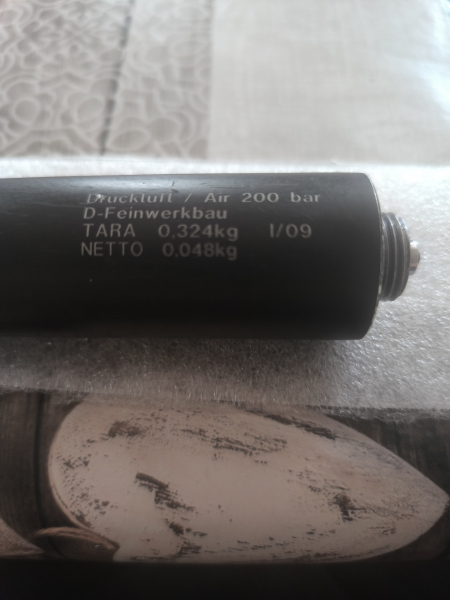 Druckluft / Air 200 bar
D-Feinwerkbau
TARA 0.324kg I/09
NETTO 0.048kg